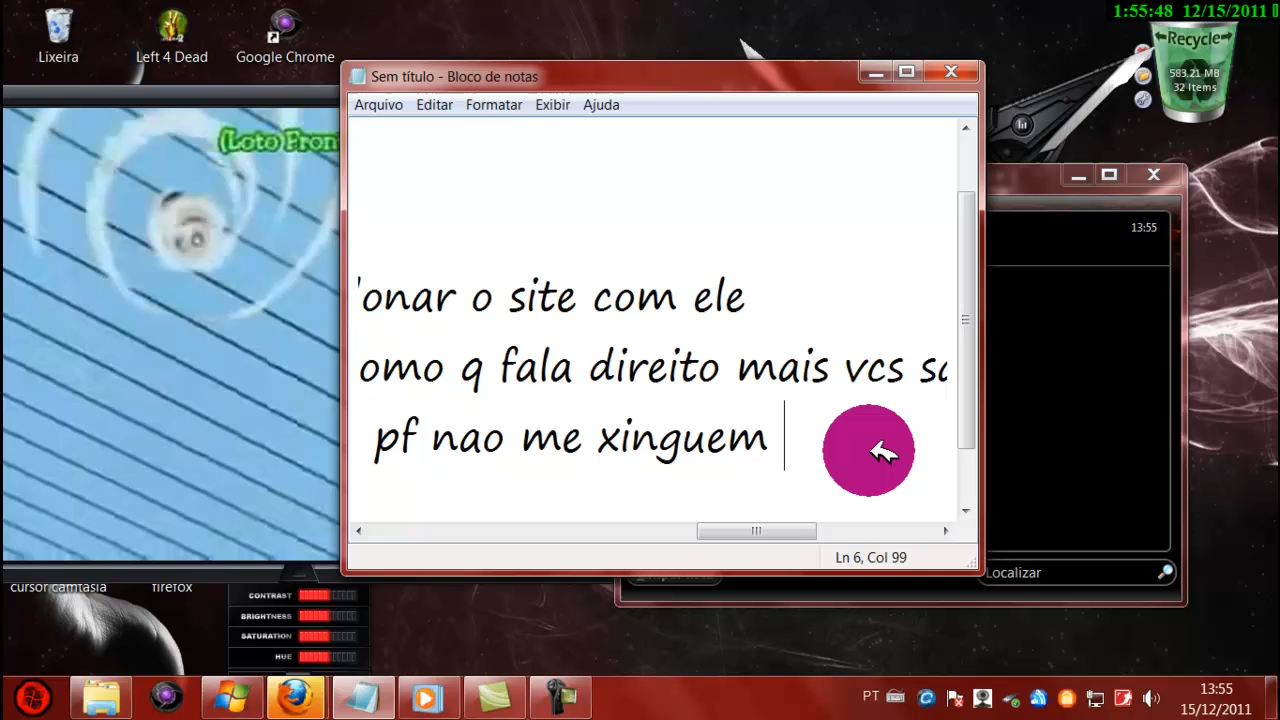 1:55:48 12/15/2011
Lixeira
Left 4 Dead
Google Chrome
Recycle
583.21 MB
32 Items
Sem título - Bloco de notas
Arquivo Editar Formatar Exibir Ajuda
(Loto Fron
13:55
onar o site com ele
omo q fala direito mais vcs
pf nao me xinguem
Ln 6, Col 99
Localizar
cursor camtasia
firefox
CONTRAST
BRIGHTNESS
SATURATION
HUE
PT
13:55
15/12/2011